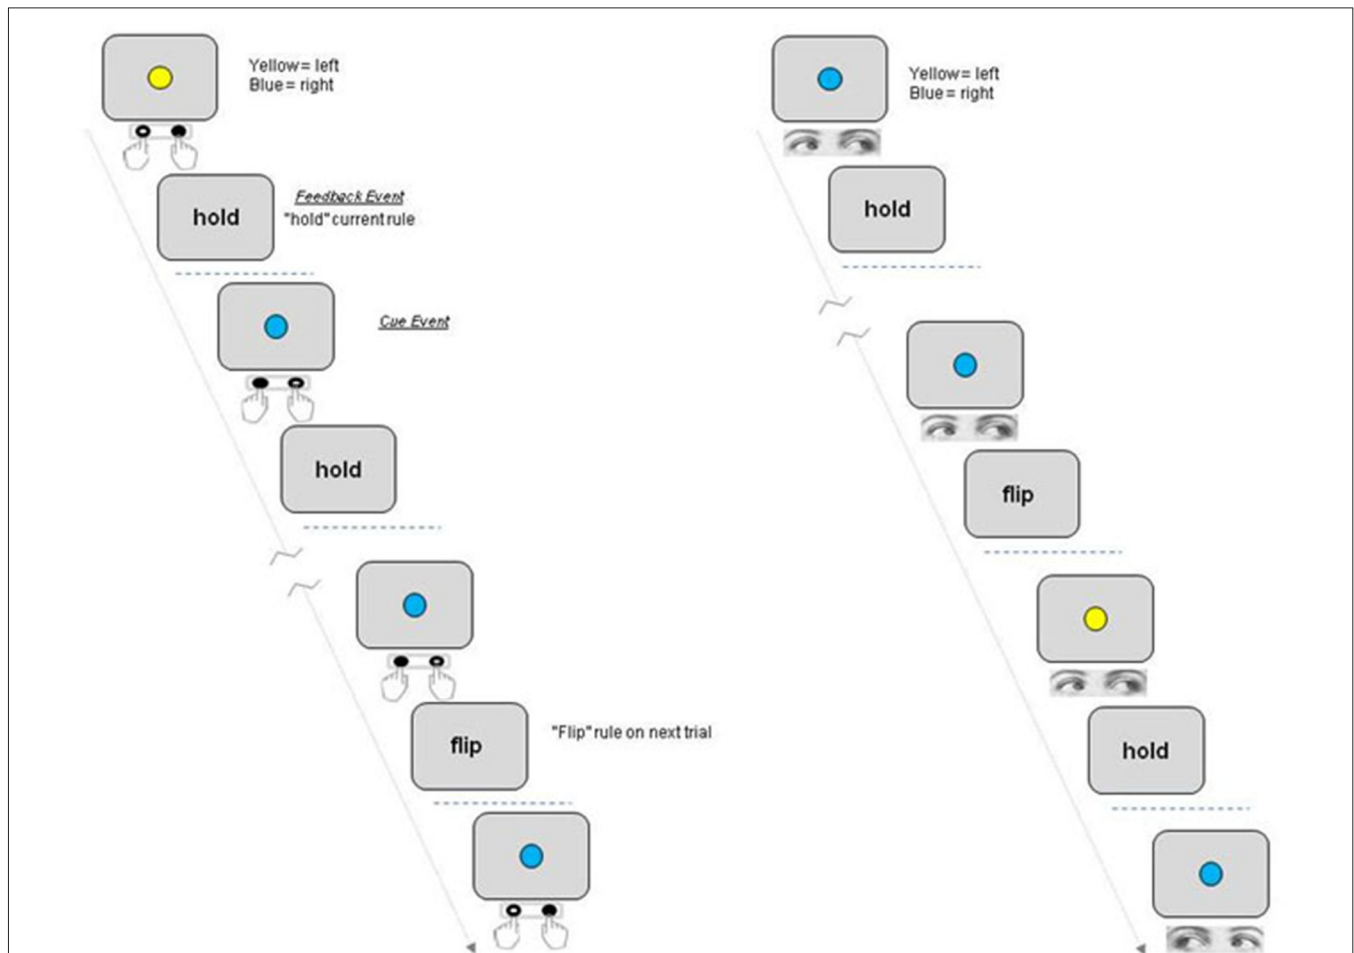 Yellow= left
Blue= right
hold
Feedback Event
"hold" current rule
Cue Event
hold
flip
"Flip" rule on next trial
Yellow= left
Blue= right
hold
flip
hold